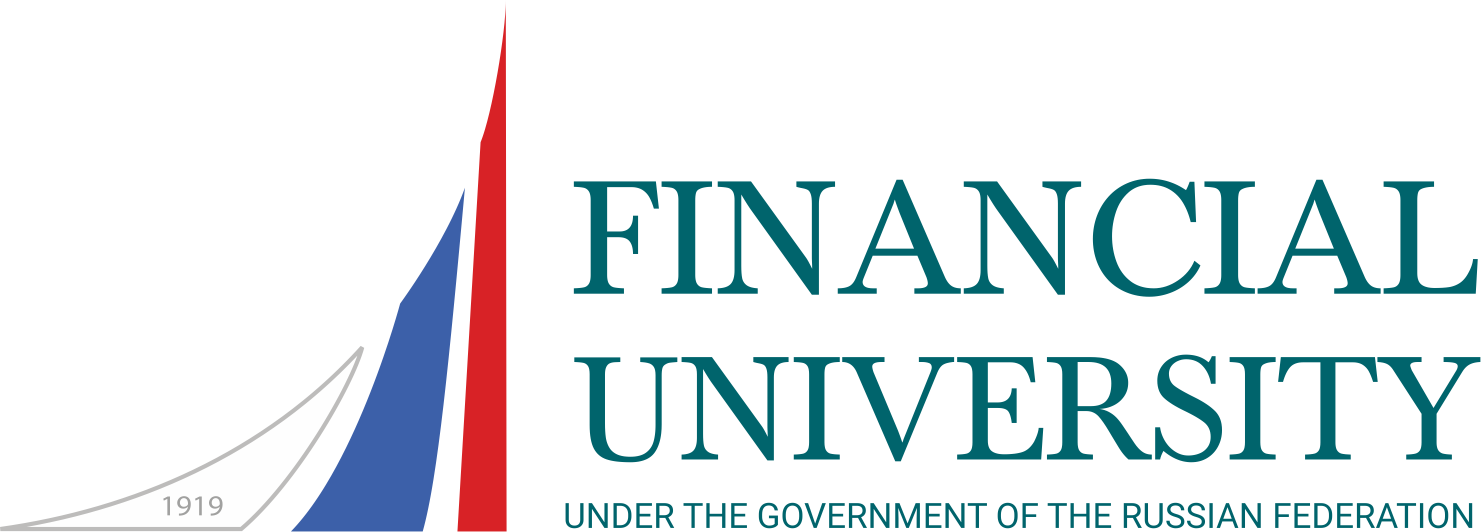 FINANCIAL
UNIVERSITY
1919
UNDER THE GOVERNMENT OF THE RUSSIAN FEDERATION